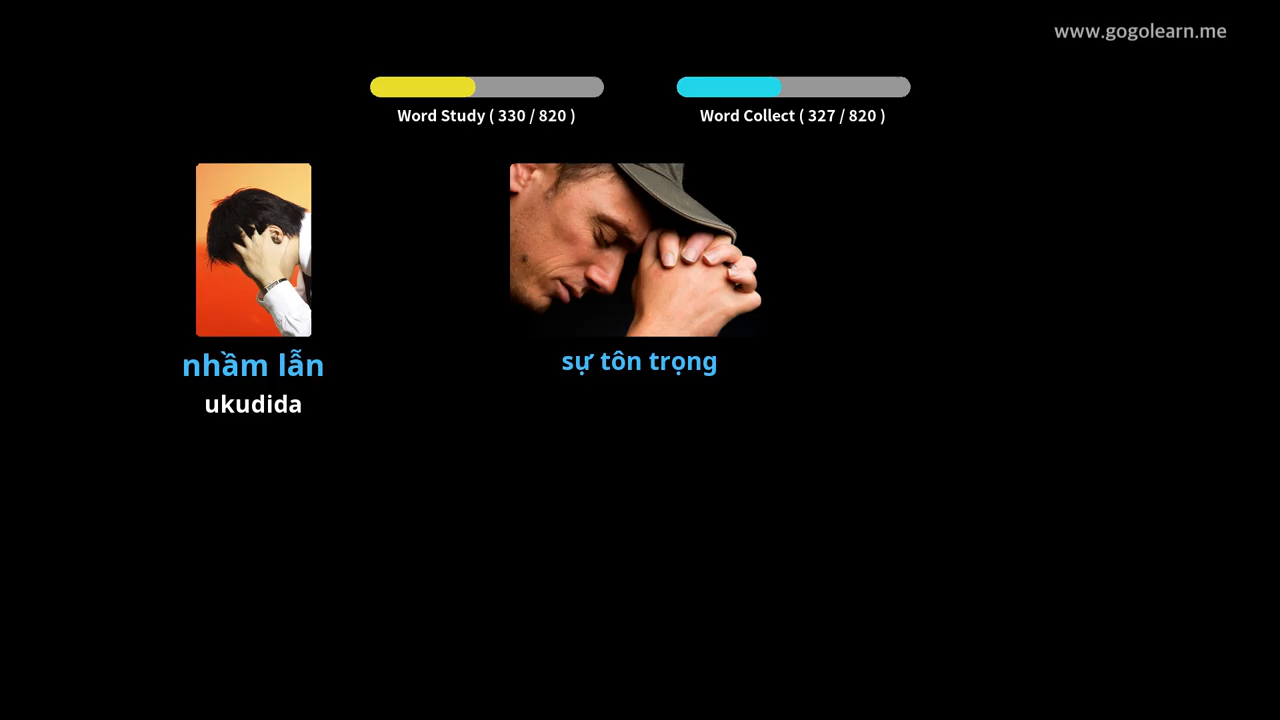 www.gogolearn.me
Word Study ( 330 / 820 )
Word Collect ( 327 / 820 )
nhầm lẫn
ukudida
sự tôn trọng